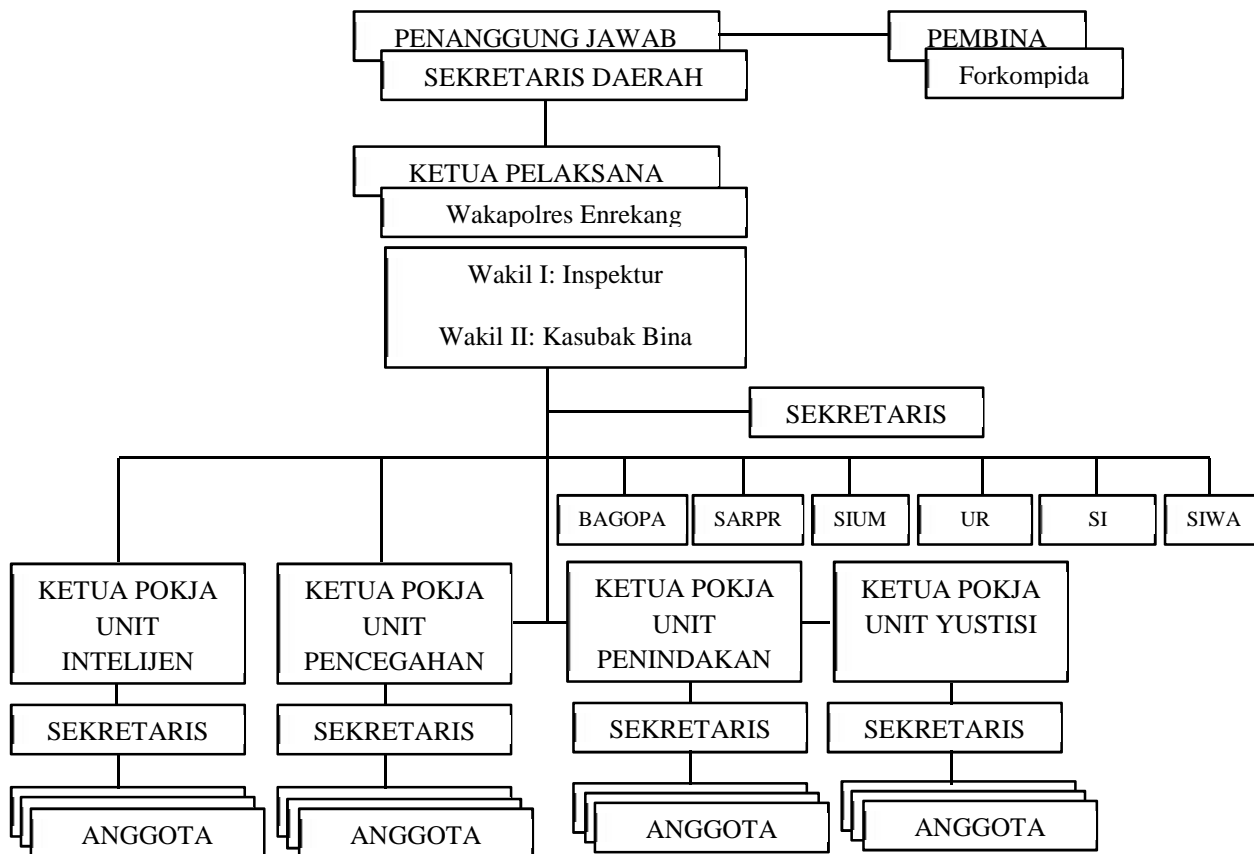 PENANGGUNG JAWAB
PEMBINA
SEKRETARIS DAERAH
Forkompida
KETUA PELAKSANA
Wakapolres Enrekang
Wakil I: Inspektur
Wakil II: Kasubak Bina
SEKRETARIS
BAGOPA
SARPR
SIUM
UR
SI
SIWA
KETUA POKJA
UNIT
INTELIJEN
KETUA POKJA
UNIT
PENCEGAHAN
KETUA POKJA
UNIT
PENINDAKAN
KETUA POKJA
UNIT YUSTISI
SEKRETARIS
SEKRETARIS
SEKRETARIS
SEKRETARIS
ANGGOTA
ANGGOTA
ANGGOTA
ANGGOTA